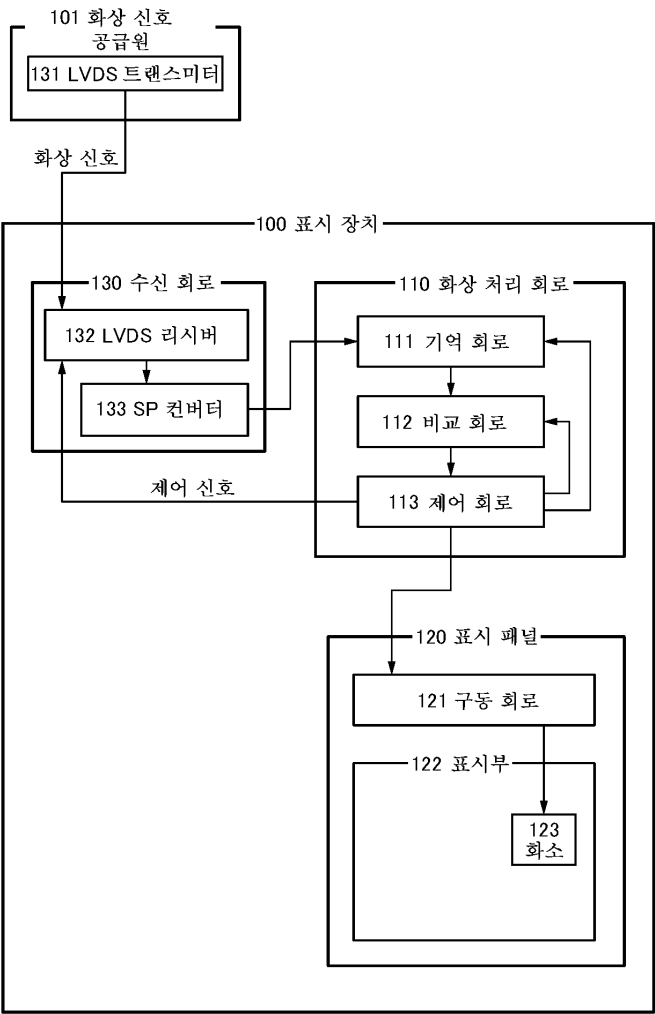 101 화상 신호
공급원
131 LVDS 트랜스미터
화상 신호
100 표시 장치
130 수신 회로
110 화상 처리 회로
132 LVDS 리시버
111 기억 회로
133 SP 컨버터
112 비교 회로
제어 신호
113 제어 회로
120 표시 패널
121 구동 회로
122 표시부
123
화소